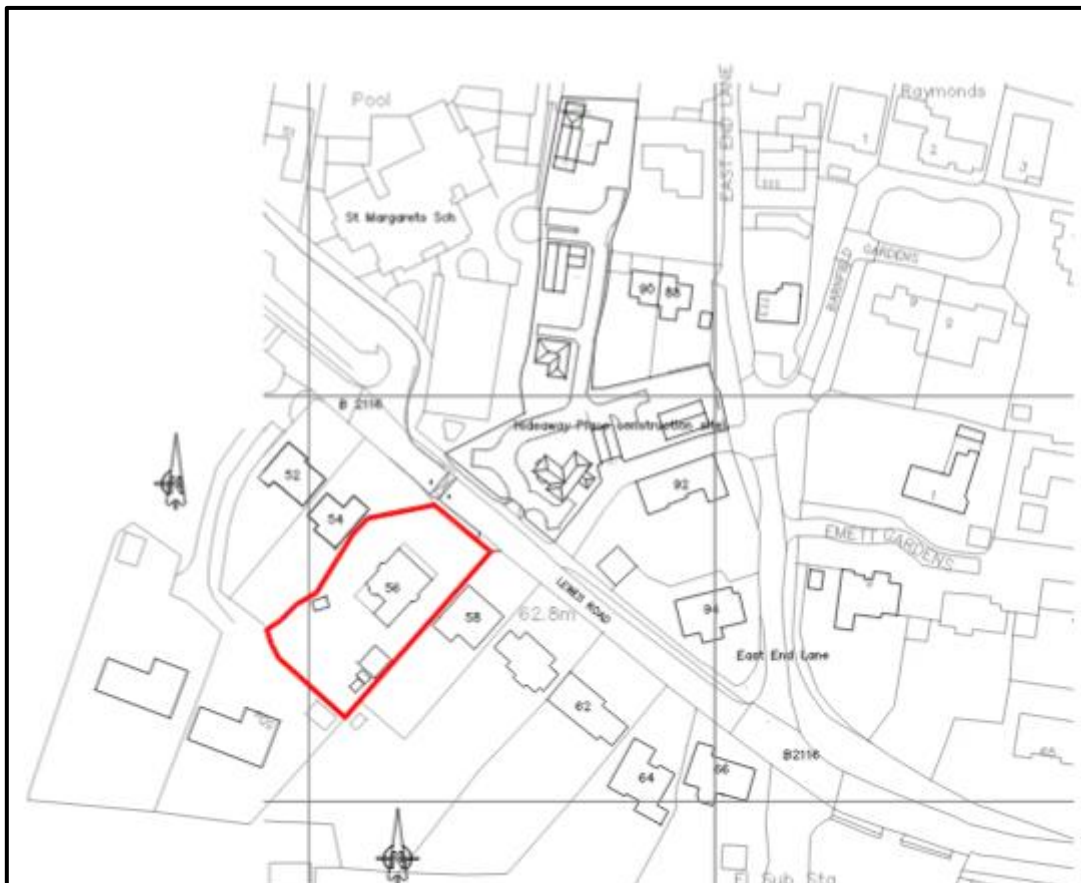 Pool
EAST END LANE
Raymonds
1
2
3
St Margarets Sch
BARNFIELD
GARDENS
90
88
9
B 2116
Hideaway Place construction site
52
54
92
1
EMETT GARDENS
56
LEWES ROAD
58
62.8m
94
East End Lane
62
B2116
64
66
El Sub Sta